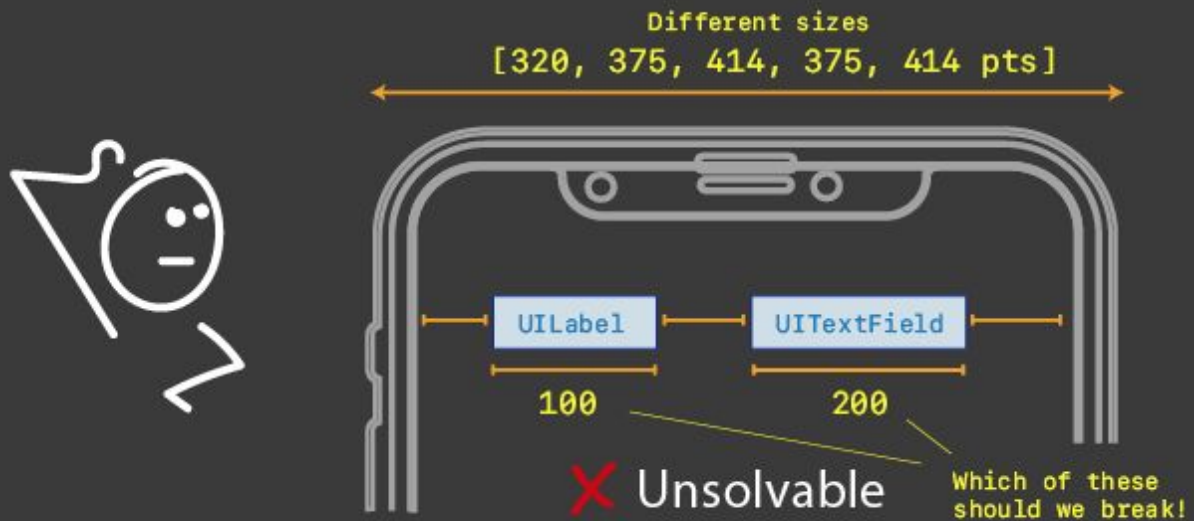 Different sizes
[320, 375, 414, 375, 414 pts]
UILabel
UITextField
100
200
❌ Unsolvable
Which of these
should we break!